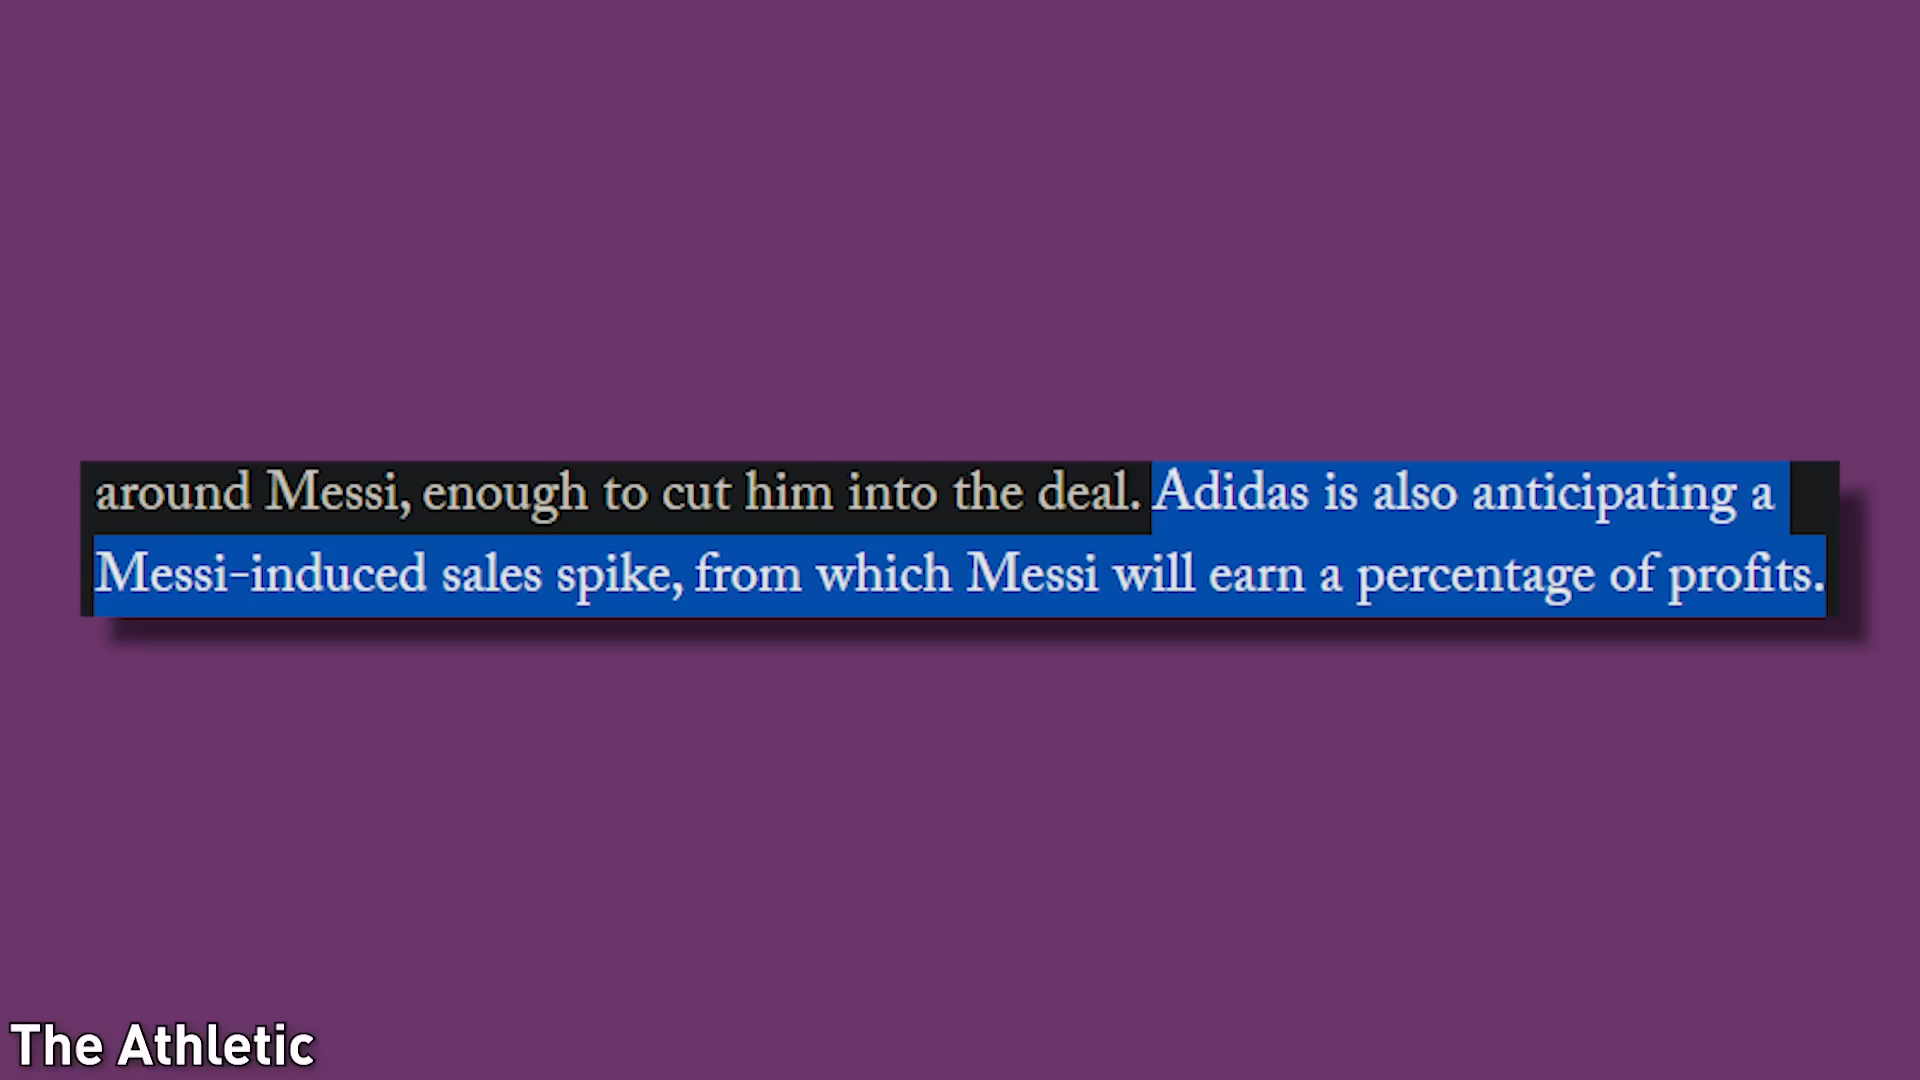 around Messi, enough to cut him into the deal. Adidas is also anticipating a
Messi-induced sales spike, from which Messi will earn a percentage of profits.
The Athletic